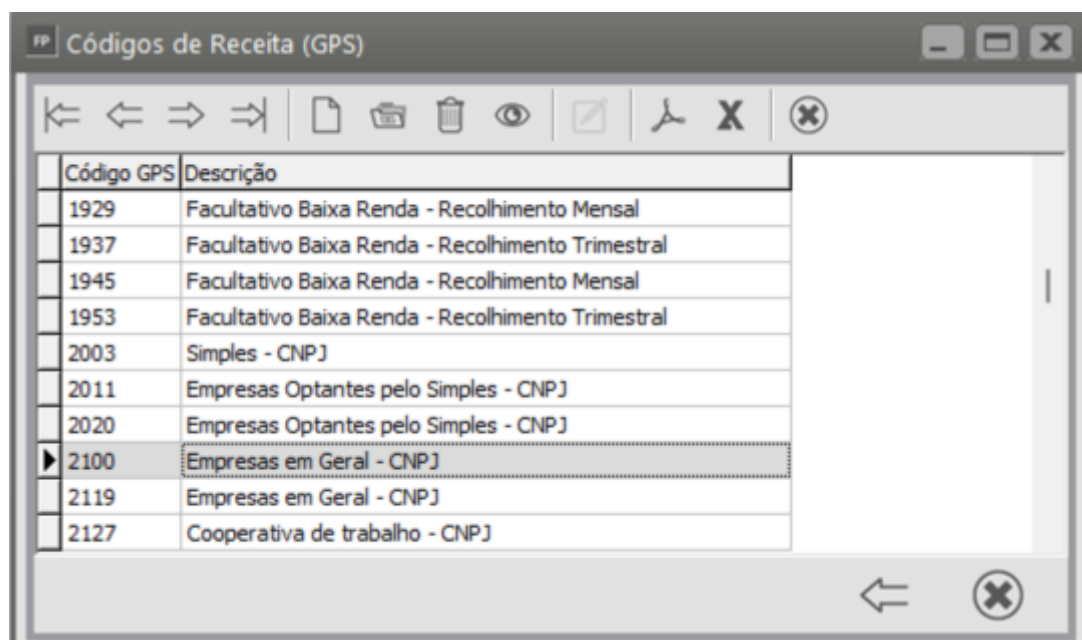 FP Códigos de Receita (GPS)
Código GPS Descrição
1929 Facultativo Baixa Renda - Recolhimento Mensal
1937 Facultativo Baixa Renda - Recolhimento Trimestral
1945 Facultativo Baixa Renda - Recolhimento Mensal
1953 Facultativo Baixa Renda - Recolhimento Trimestral
2003 Simples - CNPJ
2011 Empresas Optantes pelo Simples - CNPJ
2020 Empresas Optantes pelo Simples - CNPJ
2100 Empresas em Geral - CNPJ
2119 Empresas em Geral - CNPJ
2127 Cooperativa de trabalho - CNPJ